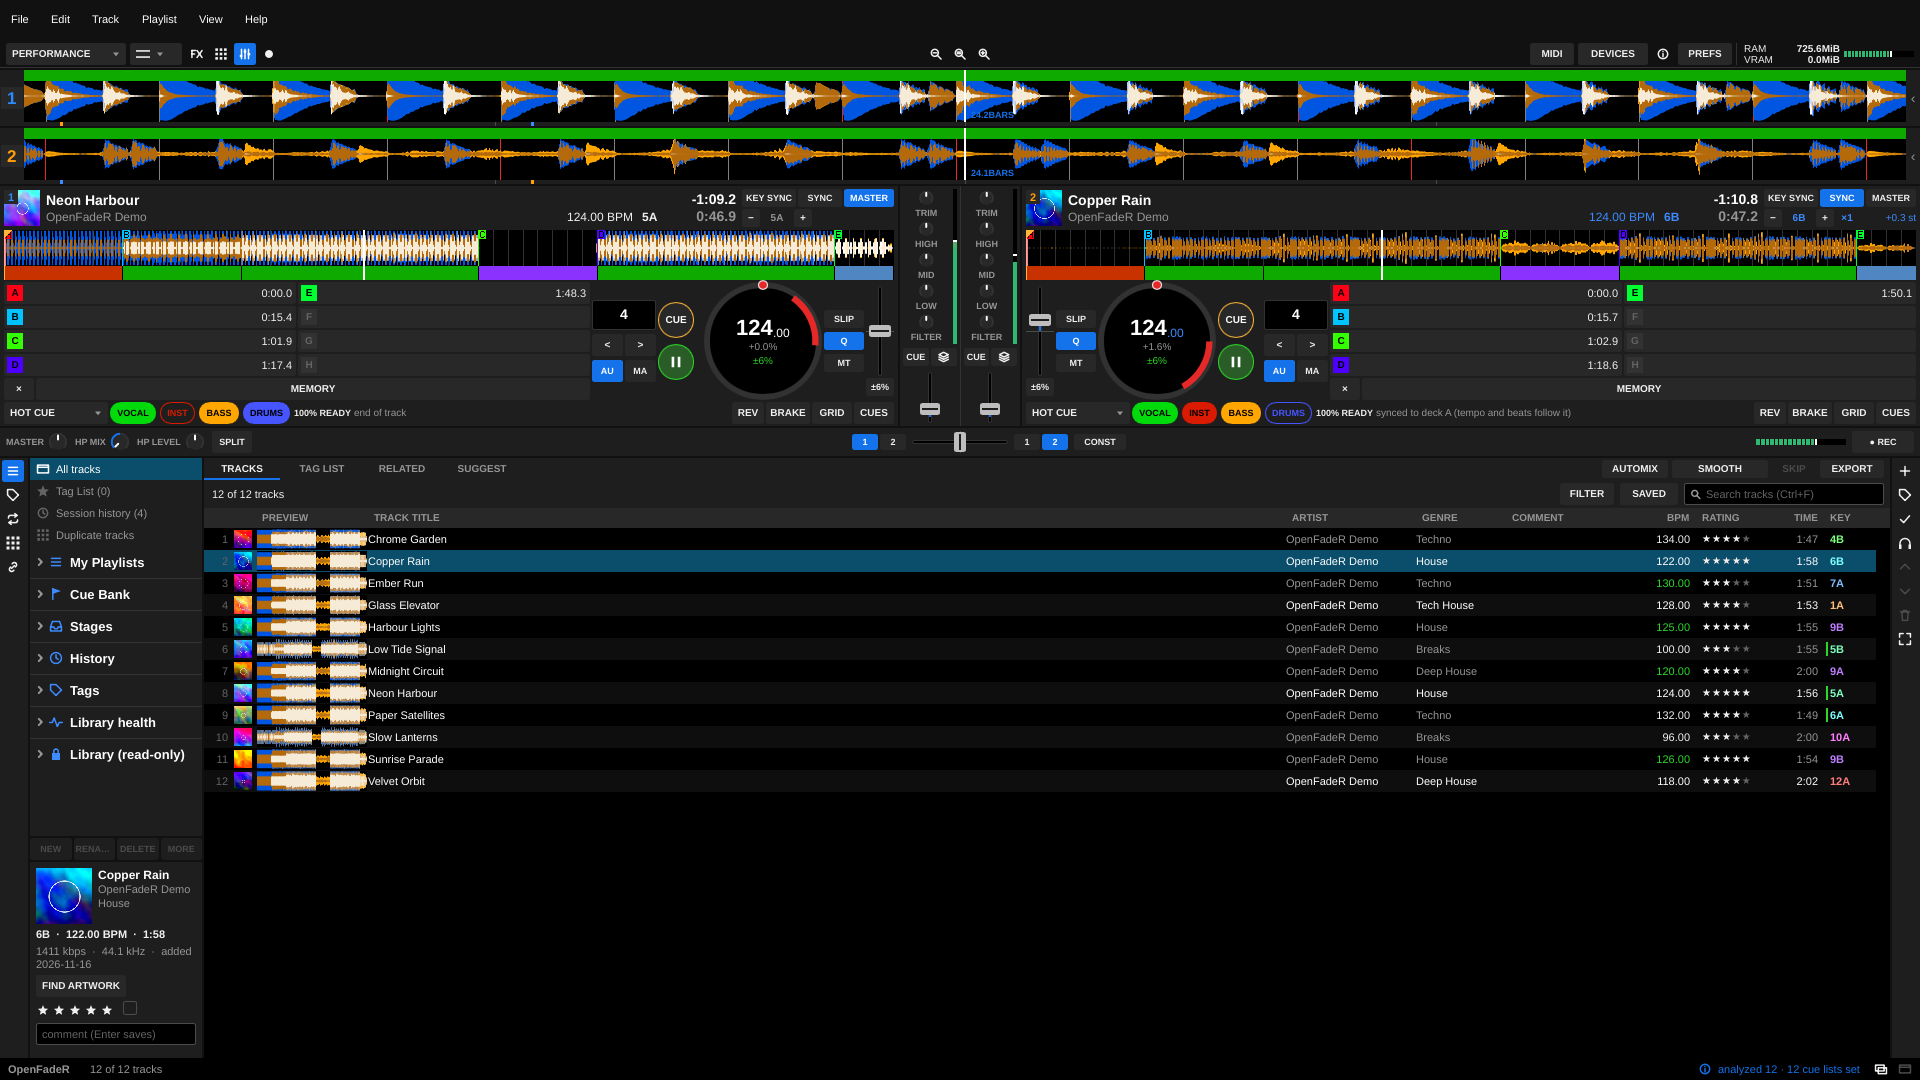 File Edit Track Playlist View Help
PERFORMANCE FX MIDI DEVICES PREFS RAM 725.6MiB
VRAM 0.0MiB
1
24.2BARS
2
24.1BARS
1 Neon Harbour -1:09.2 KEY SYNC SYNC MASTER
OpenFadeR Demo 124.00 BPM 5A 0:46.9 − 5A +
B C D E
A 0:00.0 E 1:48.3
B 0:15.4 F
C 1:01.9 G
D 1:17.4 H
× MEMORY
4 CUE
< >
AU MA
124.00
+0.0%
±6%
SLIP
Q
MT
±6%
HOT CUE VOCAL INST BASS DRUMS 100% READY end of track REV BRAKE GRID CUES
TRIM TRIM
HIGH HIGH
MID MID
LOW LOW
FILTER FILTER
CUE CUE
2 Copper Rain -1:10.8 KEY SYNC SYNC MASTER
OpenFadeR Demo 124.00 BPM 6B 0:47.2 − 6B + ×1 +0.3 st
B C D E
SLIP
Q
MT
±6%
124.00
+1.6%
±6%
CUE 4
< >
AU MA
A 0:00.0 E 1:50.1
B 0:15.7 F
C 1:02.9 G
D 1:18.6 H
× MEMORY
HOT CUE VOCAL INST BASS DRUMS 100% READY synced to deck A (tempo and beats follow it) REV BRAKE GRID CUES
MASTER HP MIX HP LEVEL SPLIT 1 2 1 2 CONST ● REC
All tracks
Tag List (0)
Session history (4)
Duplicate tracks
My Playlists
Cue Bank
Stages
History
Tags
Library health
Library (read-only)
NEW RENA... DELETE MORE
Copper Rain
OpenFadeR Demo
House
6B · 122.00 BPM · 1:58
1411 kbps · 44.1 kHz · added
2026-11-16
FIND ARTWORK
★ ★ ★ ★ ★
comment (Enter saves)
TRACKS TAG LIST RELATED SUGGEST AUTOMIX SMOOTH SKIP EXPORT
12 of 12 tracks FILTER SAVED Search tracks (Ctrl+F)
PREVIEW TRACK TITLE ARTIST GENRE COMMENT BPM RATING TIME KEY
1 Chrome Garden OpenFadeR Demo Techno 134.00 ★★★★★ 1:47 4B
2 Copper Rain OpenFadeR Demo House 122.00 ★★★★★ 1:58 6B
3 Ember Run OpenFadeR Demo Techno 130.00 ★★★★★ 1:51 7A
4 Glass Elevator OpenFadeR Demo Tech House 128.00 ★★★★★ 1:53 1A
5 Harbour Lights OpenFadeR Demo House 125.00 ★★★★★ 1:55 9B
6 Low Tide Signal OpenFadeR Demo Breaks 100.00 ★★★★★ 1:55 5B
7 Midnight Circuit OpenFadeR Demo Deep House 120.00 ★★★★★ 2:00 9A
8 Neon Harbour OpenFadeR Demo House 124.00 ★★★★★ 1:56 5A
9 Paper Satellites OpenFadeR Demo Techno 132.00 ★★★★★ 1:49 6A
10 Slow Lanterns OpenFadeR Demo Breaks 96.00 ★★★★★ 2:00 10A
11 Sunrise Parade OpenFadeR Demo House 126.00 ★★★★★ 1:54 9B
12 Velvet Orbit OpenFadeR Demo Deep House 118.00 ★★★★★ 2:02 12A
OpenFadeR 12 of 12 tracks analyzed 12 · 12 cue lists set